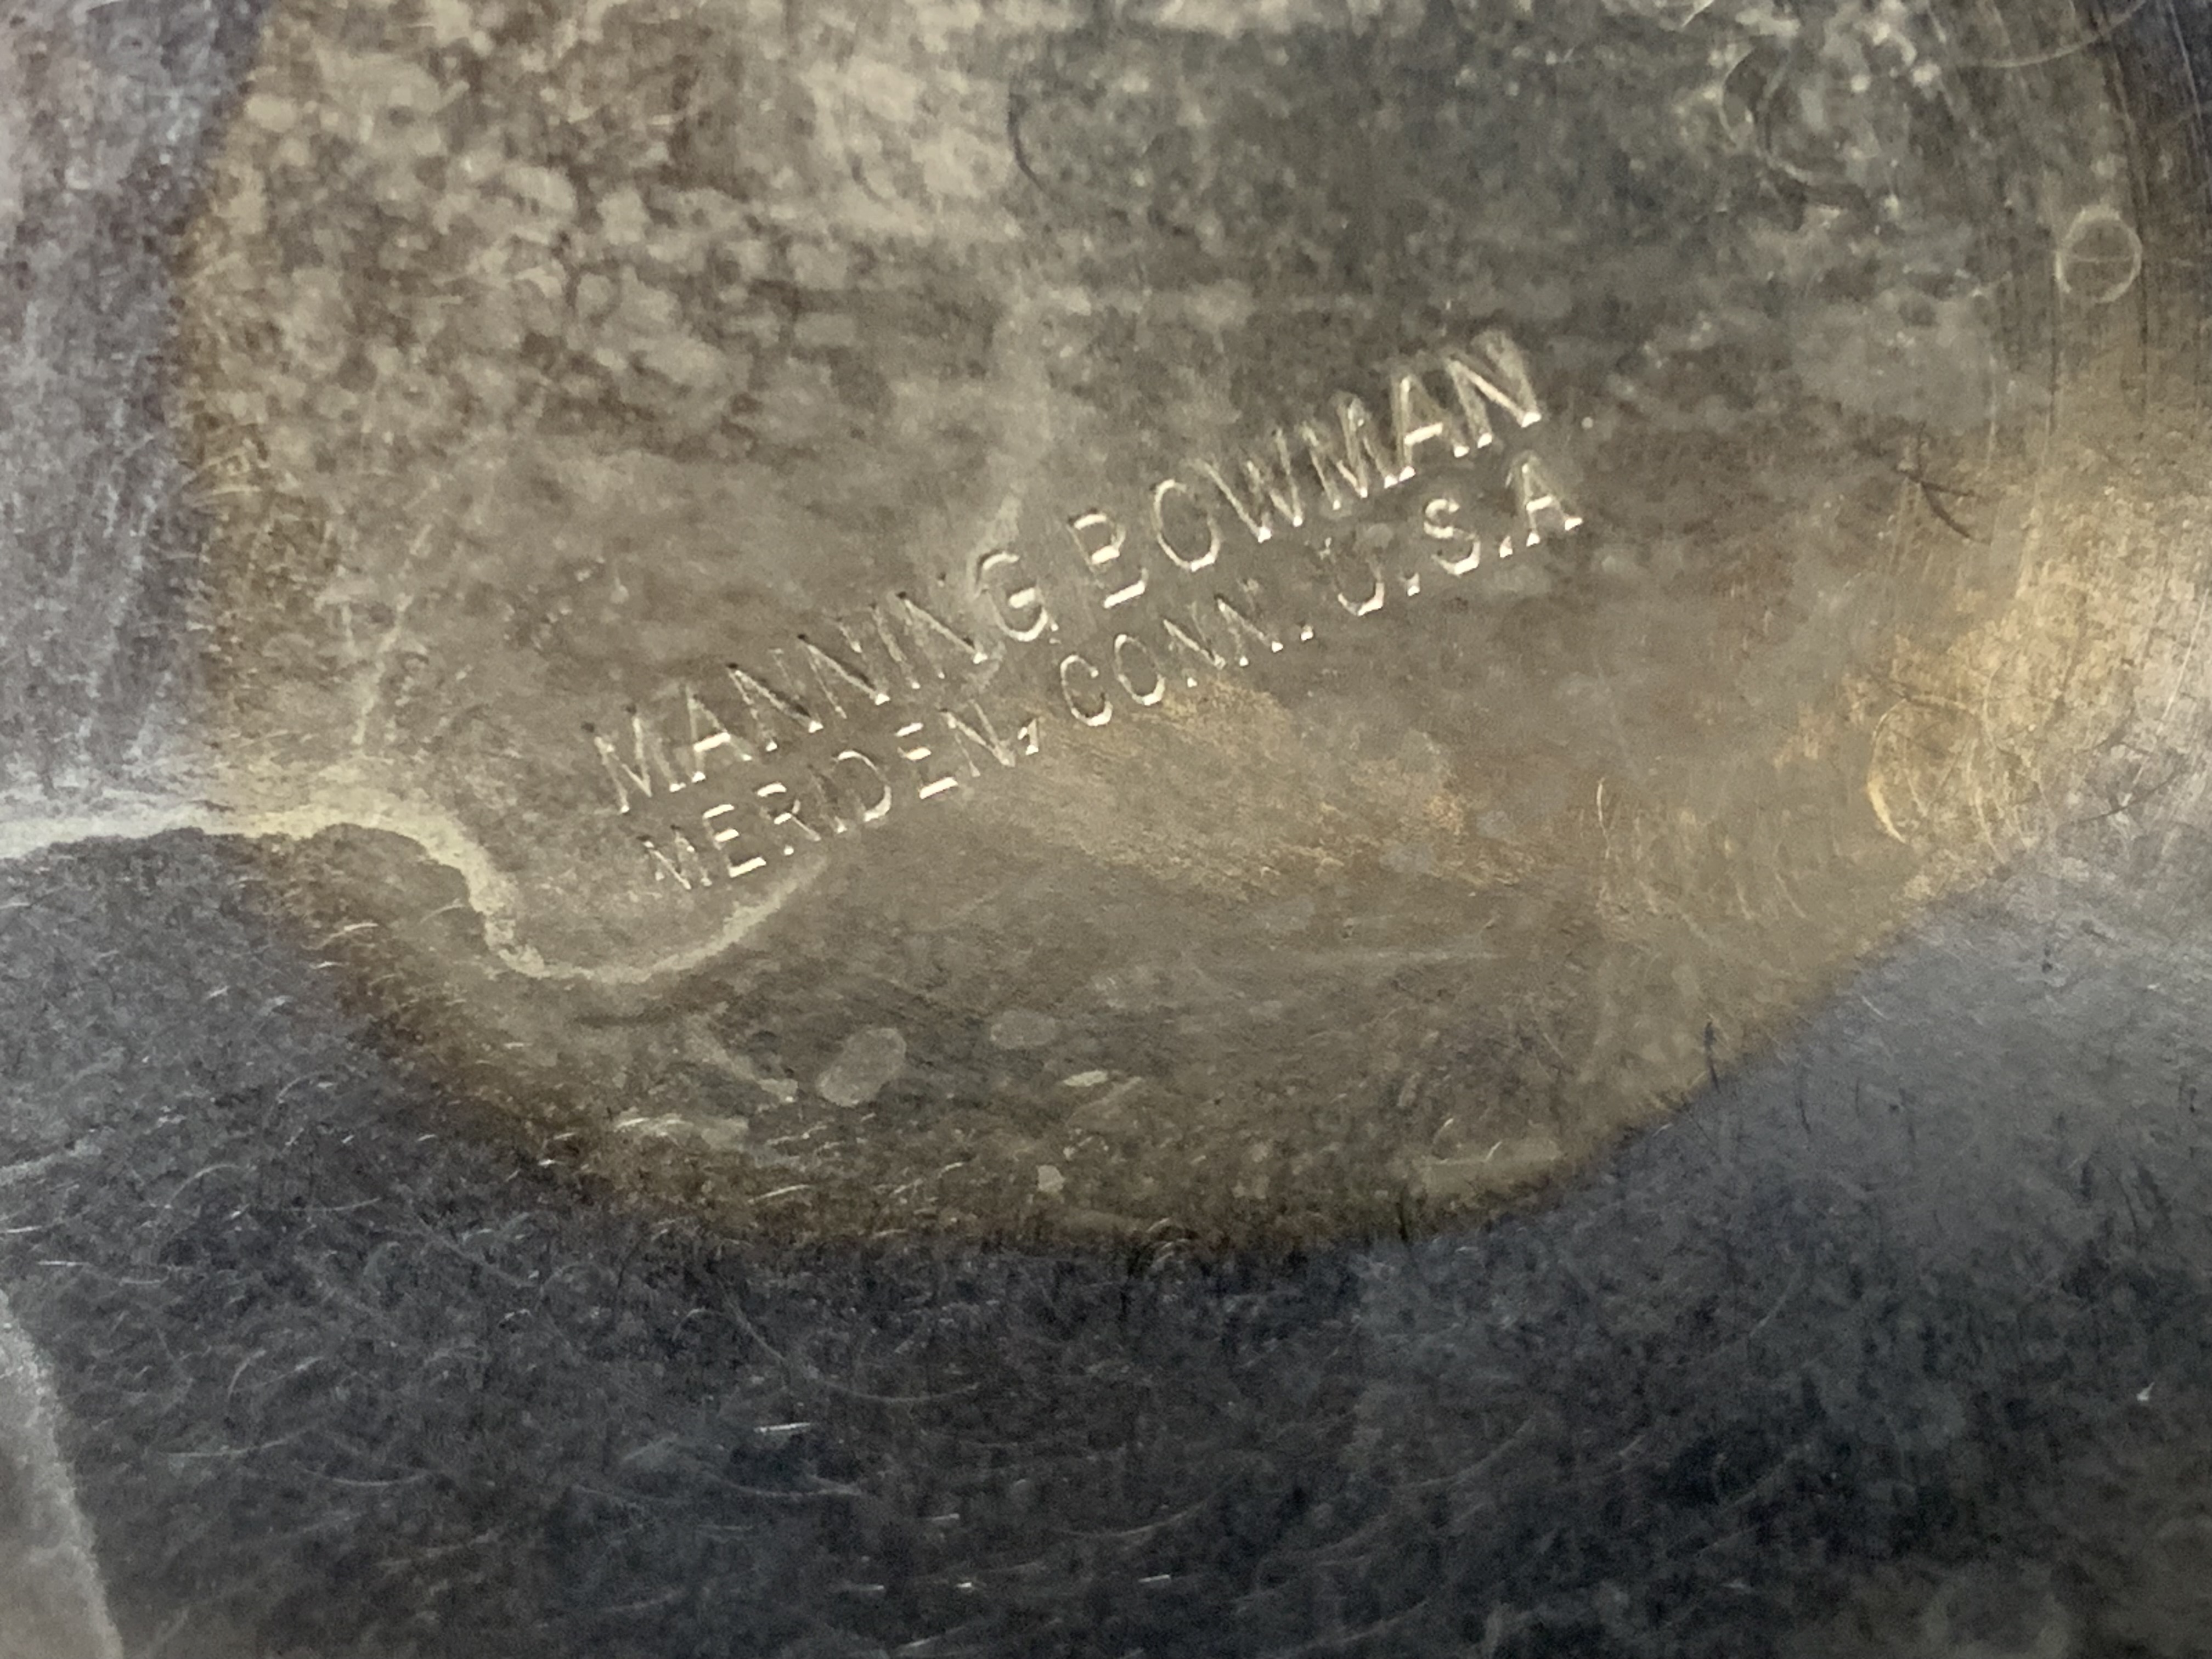 MANNING BOWMAN
MERIDEN, CONN. U.S.A